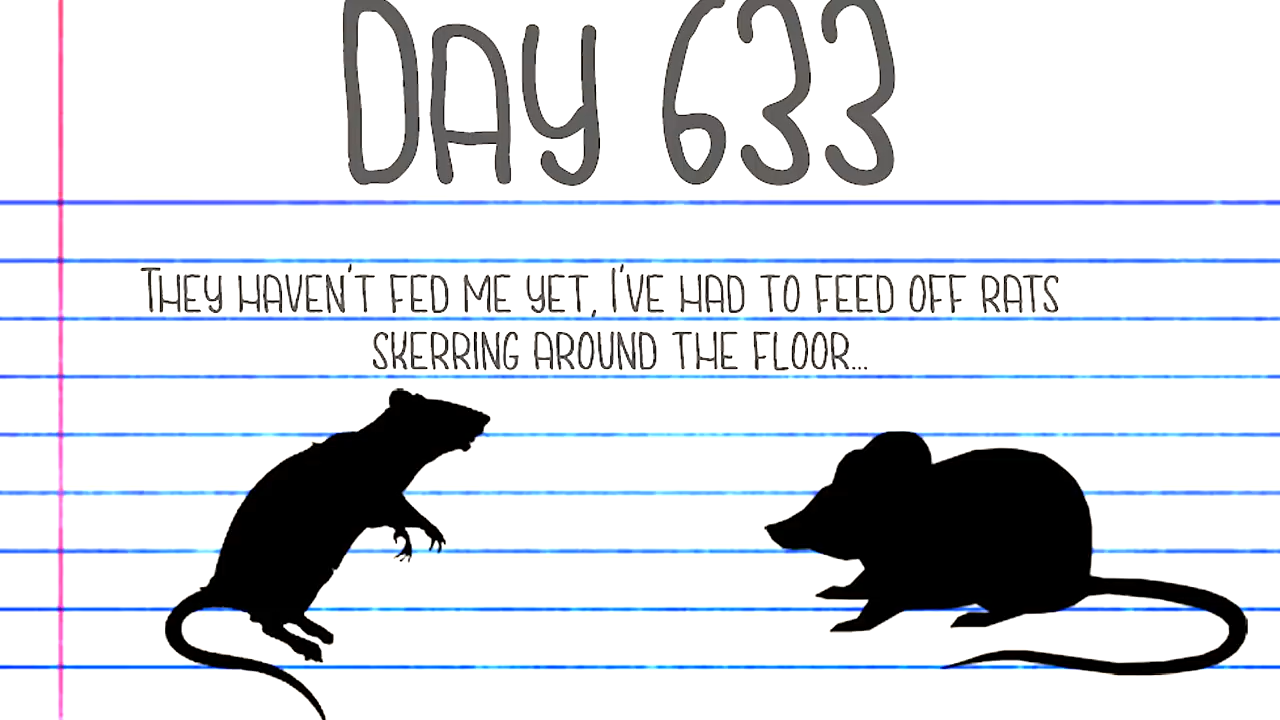 Day 633
They haven't fed me yet, I've had to feed off rats
skerring around the floor...